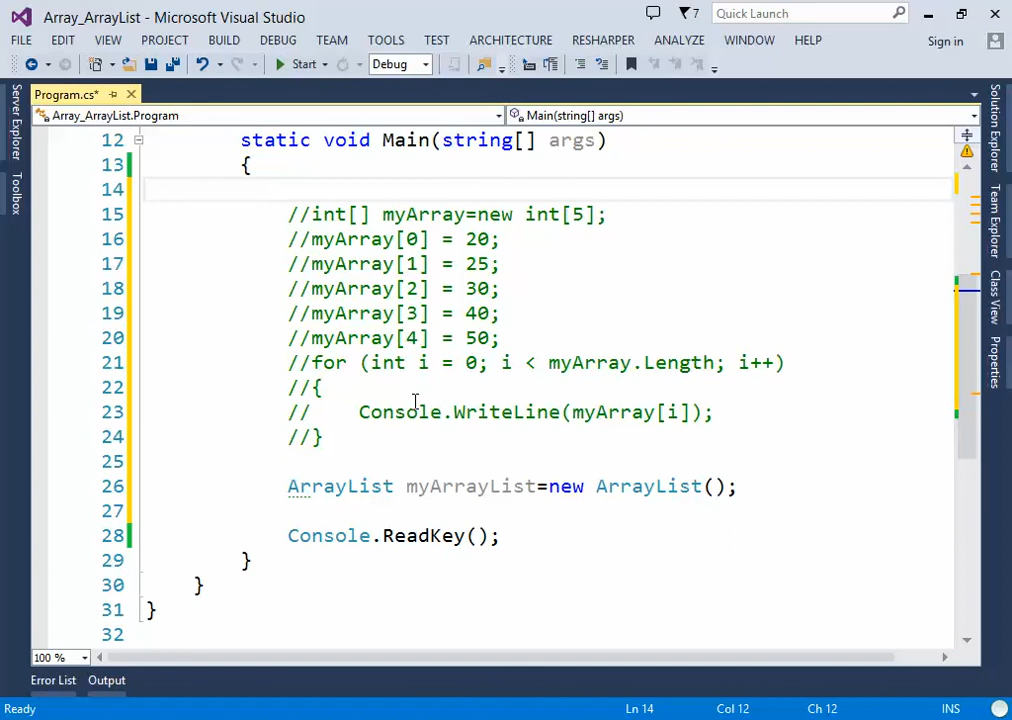 Array_ArrayList - Microsoft Visual Studio
7
Quick Launch
FILE EDIT VIEW PROJECT BUILD DEBUG TEAM TOOLS TEST ARCHITECTURE RESHARPER ANALYZE WINDOW HELP Sign in
Start Debug
Program.cs*
Array_ArrayList.Program Main(string[] args)
12 static void Main(string[] args)
13 {
14
15 //int[] myArray=new int[5];
16 //myArray[0] = 20;
17 //myArray[1] = 25;
18 //myArray[2] = 30;
19 //myArray[3] = 40;
20 //myArray[4] = 50;
21 //for (int i = 0; i < myArray.Length; i++)
22 //{
23 //    Console.WriteLine(myArray[i]);
24 //}
25
26 ArrayList myArrayList=new ArrayList();
27
28 Console.ReadKey();
29 }
30 }
31 }
32
100 %
Server Explorer
Toolbox
Solution Explorer
Team Explorer
Class View
Properties
Error List Output
Ready Ln 14 Col 12 Ch 12 INS